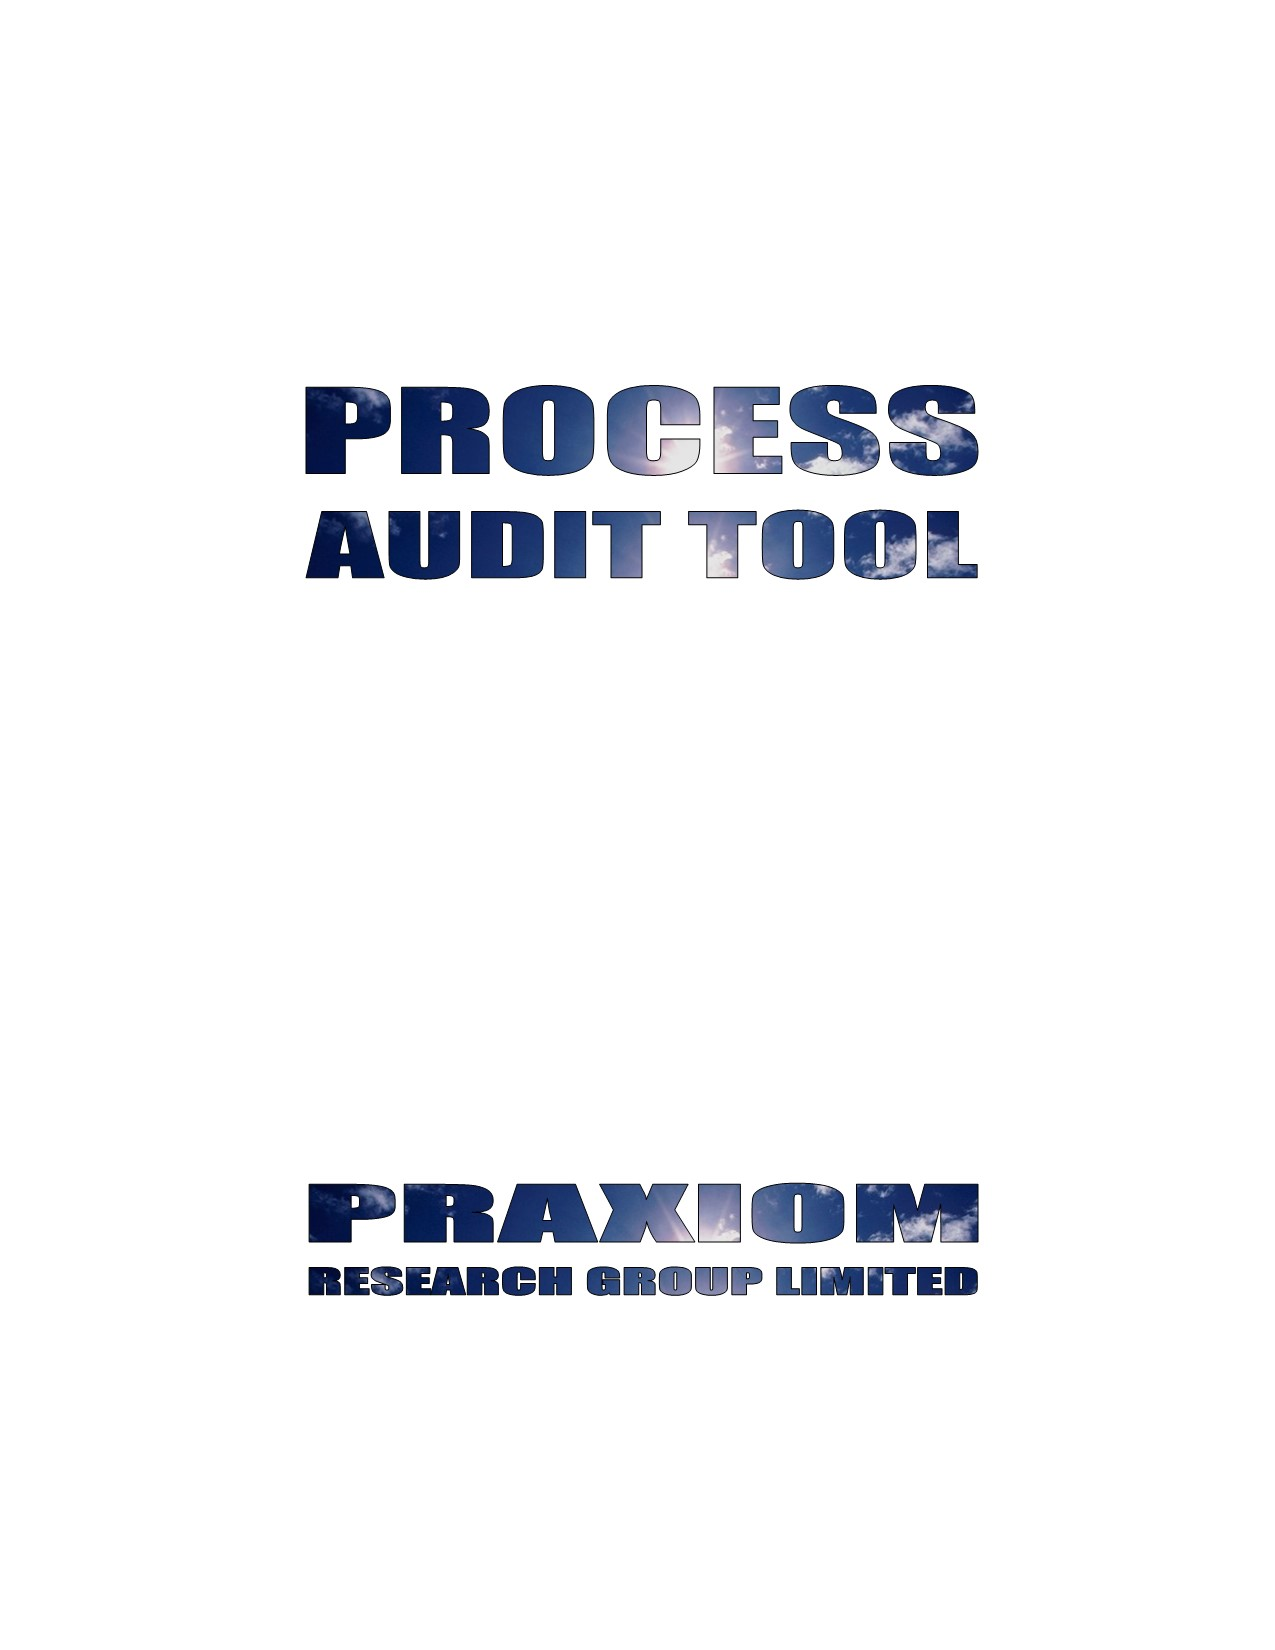 PROCESS
AUDIT TOOL
PRAXIOM
RESEARCH GROUP LIMITED